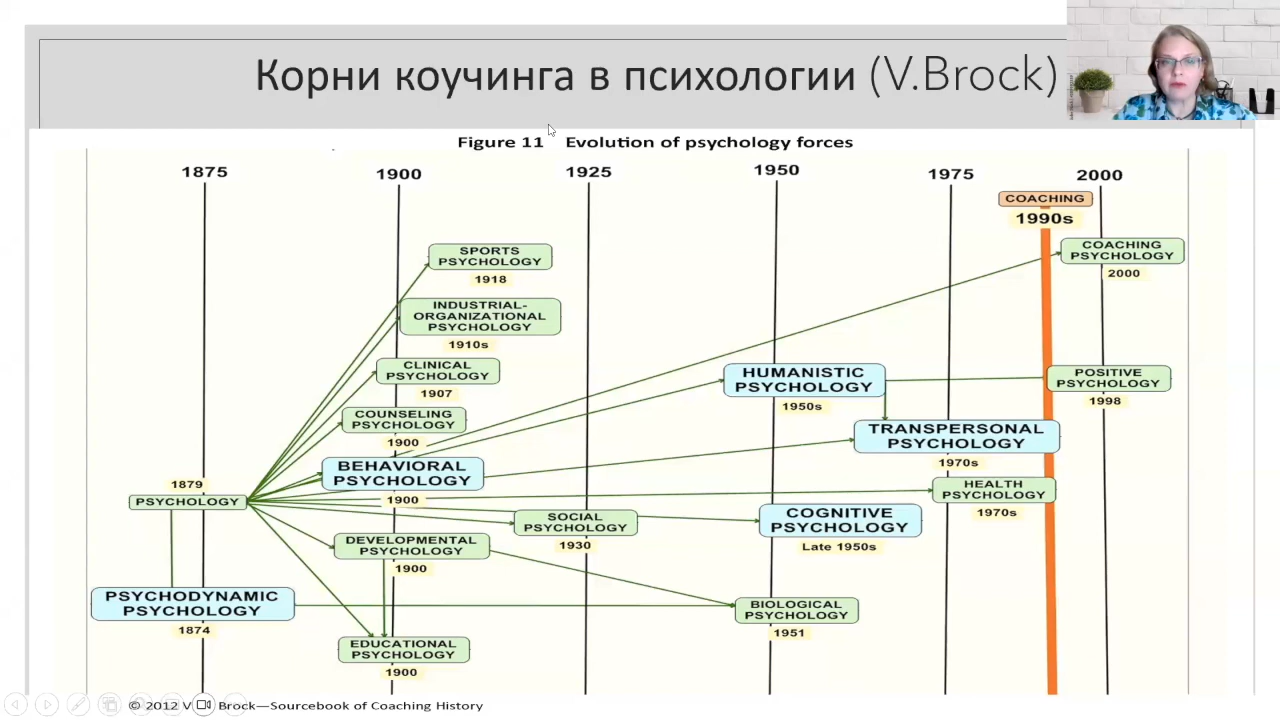 Корни коучинга в психологии (V.Brock)
Figure 11 Evolution of psychology forces
1875
1900
1925
1950
1975
2000
COACHING
1990s
SPORTS
PSYCHOLOGY
1918
COACHING
PSYCHOLOGY
2000
INDUSTRIAL-
ORGANIZATIONAL
PSYCHOLOGY
1910s
CLINICAL
PSYCHOLOGY
1907
HUMANISTIC
PSYCHOLOGY
1950s
POSITIVE
PSYCHOLOGY
1998
COUNSELING
PSYCHOLOGY
1900
TRANSPERSONAL
PSYCHOLOGY
1970s
BEHAVIORAL
PSYCHOLOGY
1900
1879
PSYCHOLOGY
HEALTH
PSYCHOLOGY
1970s
SOCIAL
PSYCHOLOGY
1930
COGNITIVE
PSYCHOLOGY
Late 1950s
DEVELOPMENTAL
PSYCHOLOGY
1900
PSYCHODYNAMIC
PSYCHOLOGY
1874
BIOLOGICAL
PSYCHOLOGY
1951
EDUCATIONAL
PSYCHOLOGY
1900
© 2012 V Brock—Sourcebook of Coaching History